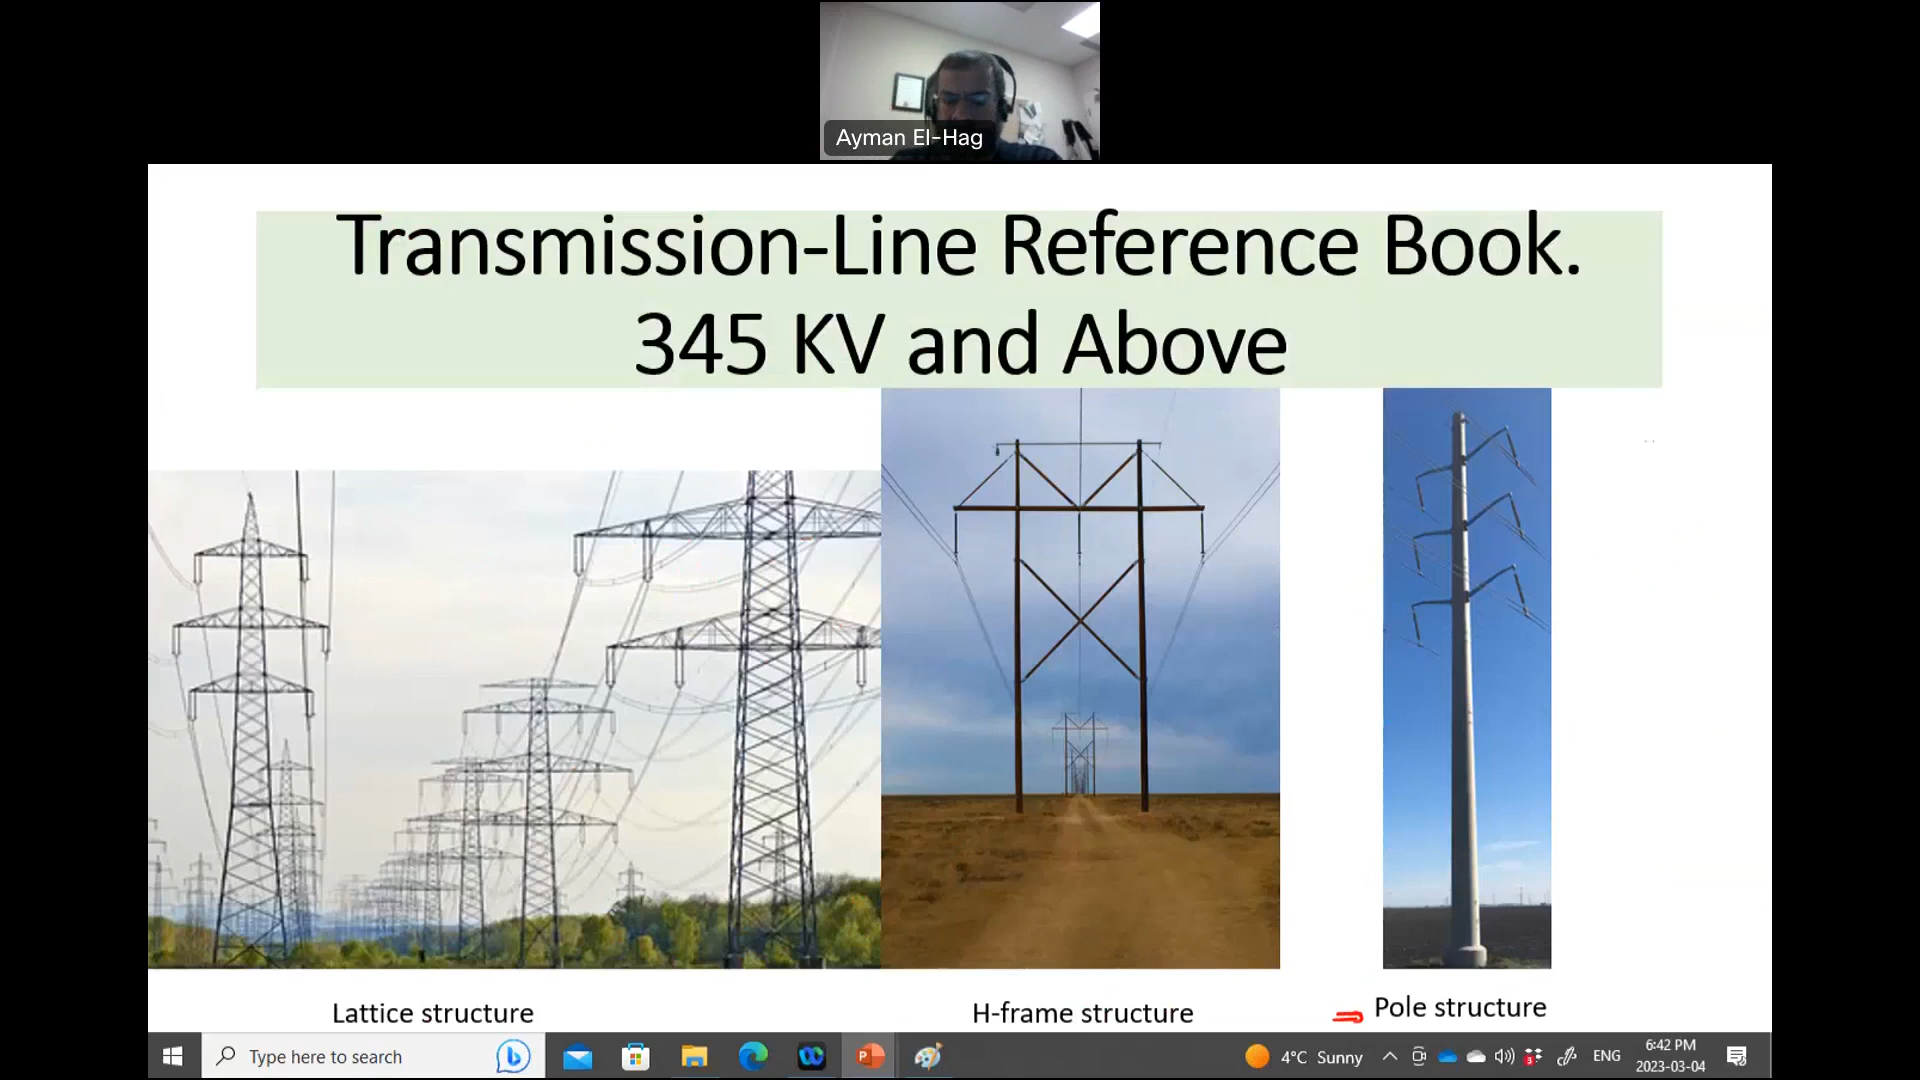 Ayman El-Hag
Transmission-Line Reference Book.
345 KV and Above
Lattice structure
H-frame structure
Pole structure
Type here to search
4°C Sunny
ENG
6:42 PM
2023-03-04